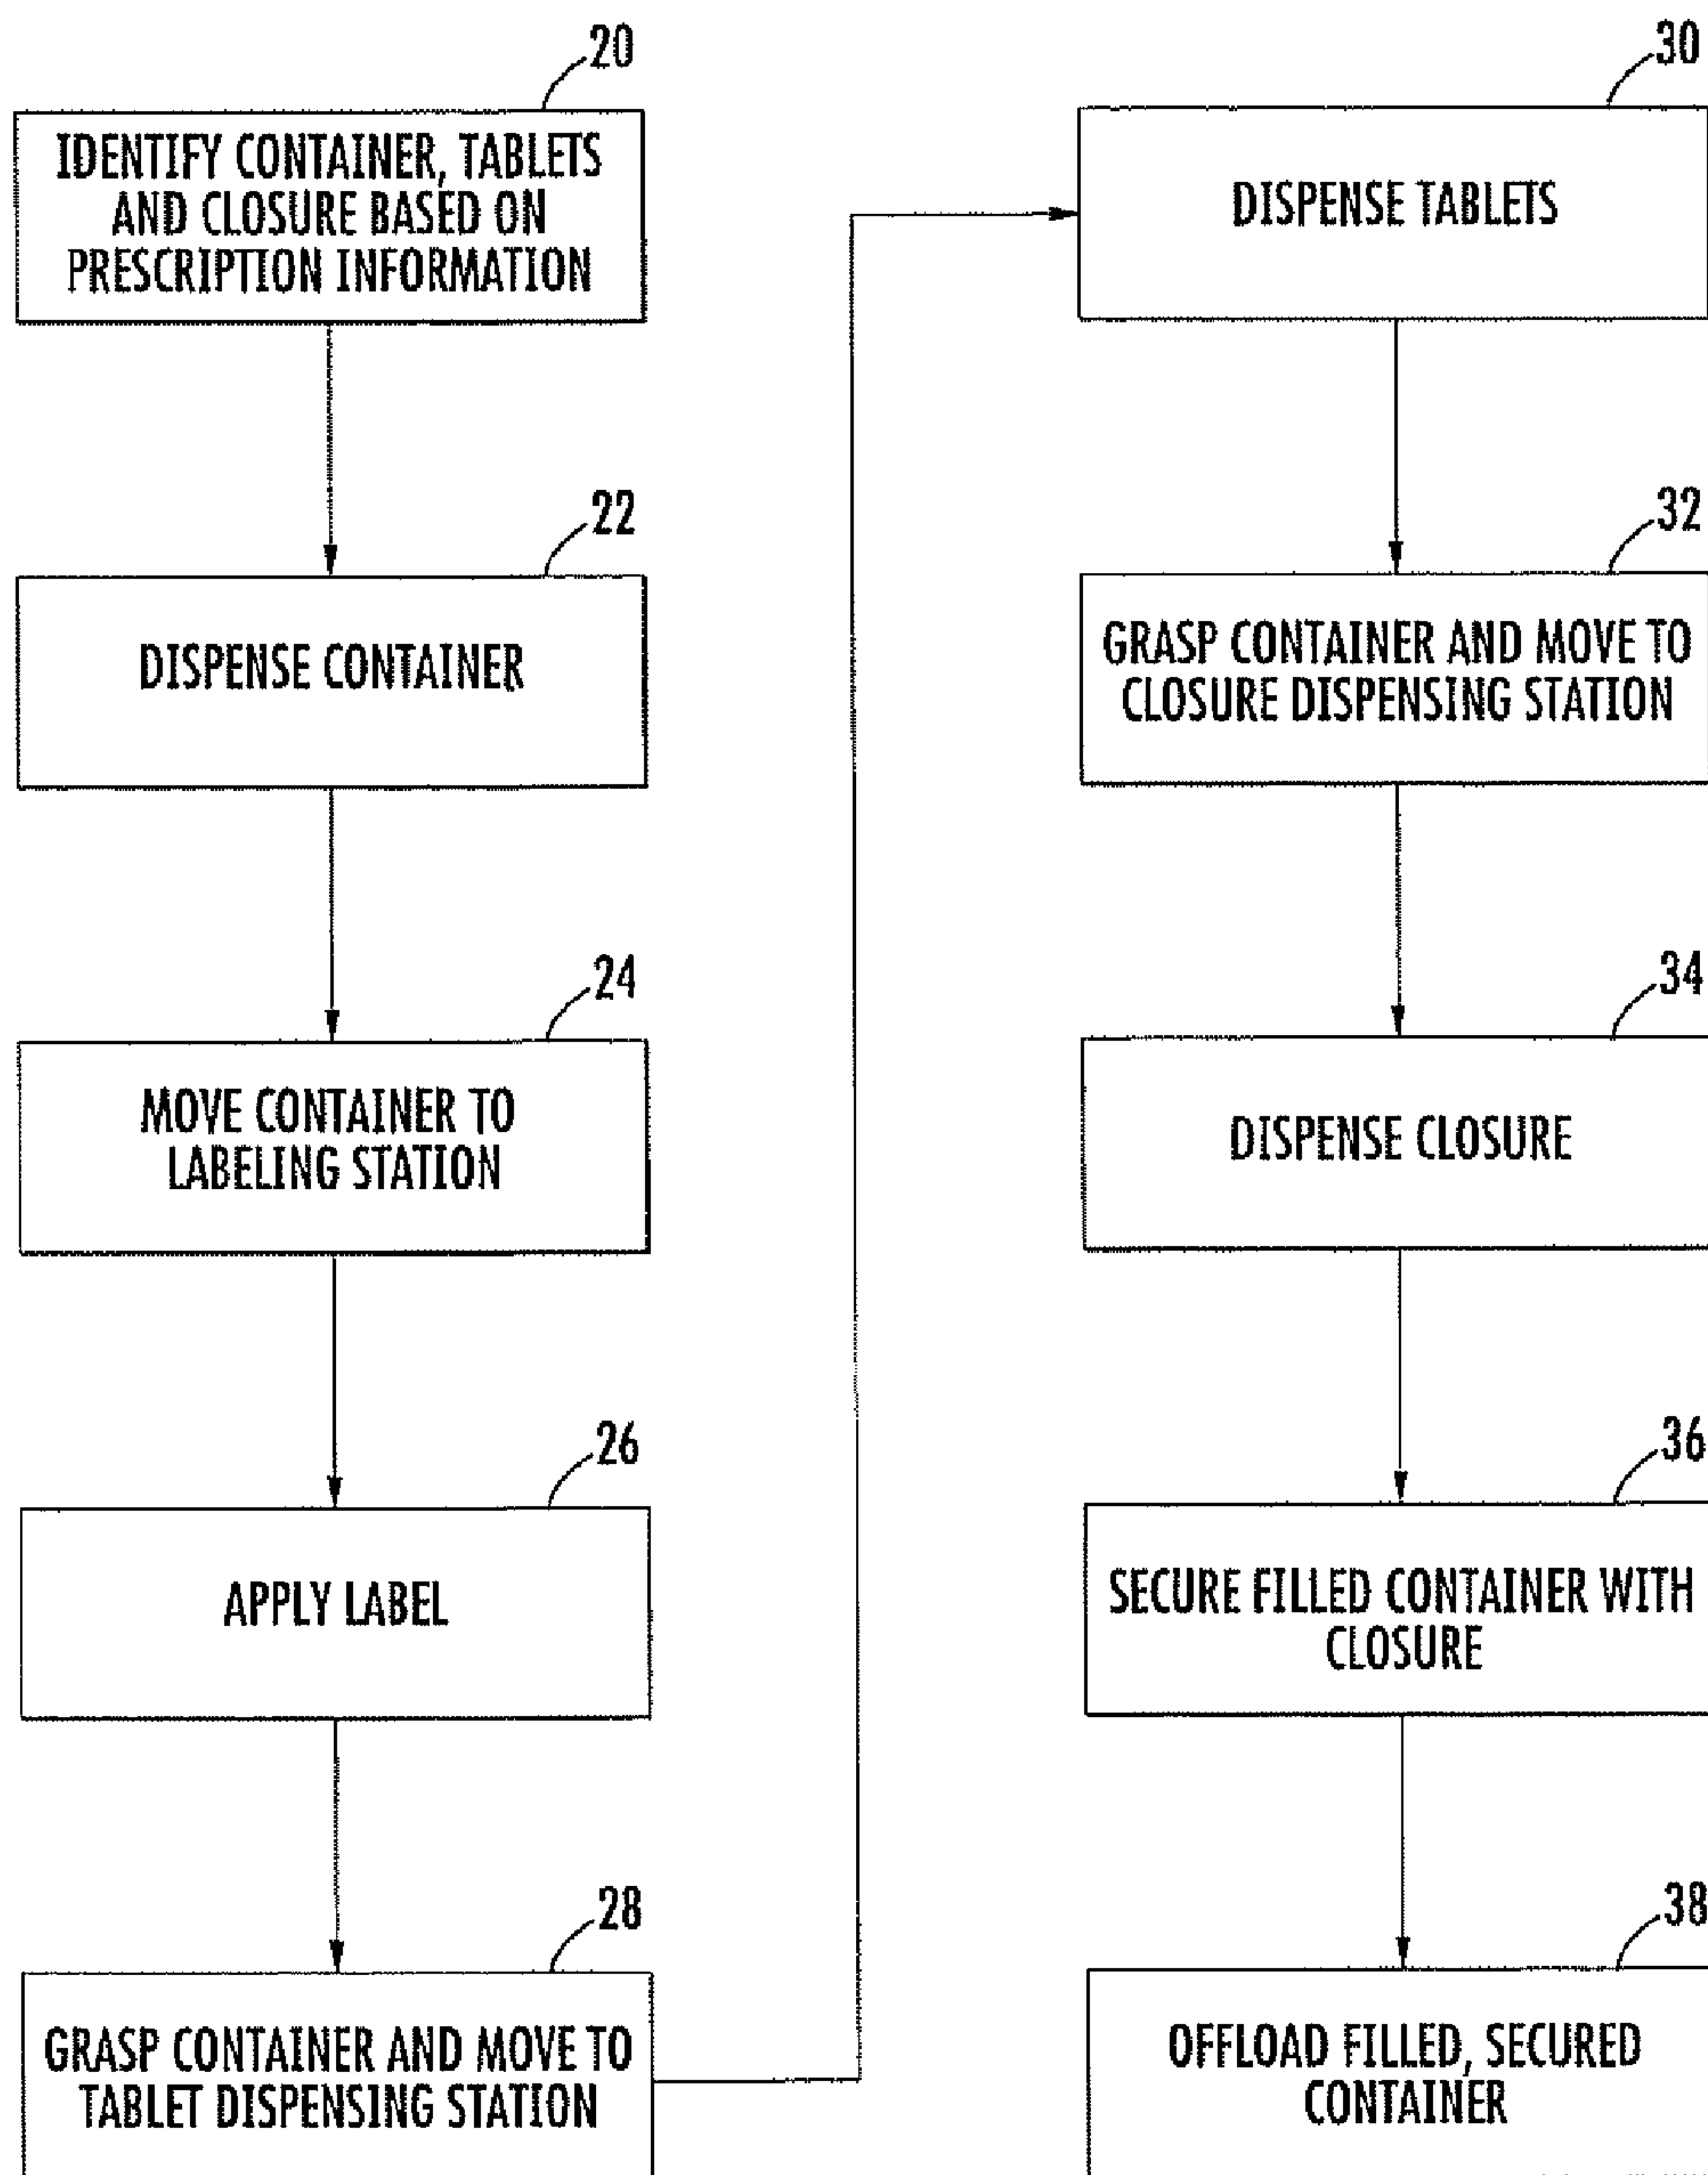 20
IDENTIFY CONTAINER, TABLETS
AND CLOSURE BASED ON
PRESCRIPTION INFORMATION
22
DISPENSE CONTAINER
24
MOVE CONTAINER TO
LABELING STATION
26
APPLY LABEL
28
GRASP CONTAINER AND MOVE TO
TABLET DISPENSING STATION
30
DISPENSE TABLETS
32
GRASP CONTAINER AND MOVE TO
CLOSURE DISPENSING STATION
34
DISPENSE CLOSURE
36
SECURE FILLED CONTAINER WITH
CLOSURE
38
OFFLOAD FILLED, SECURED
CONTAINER